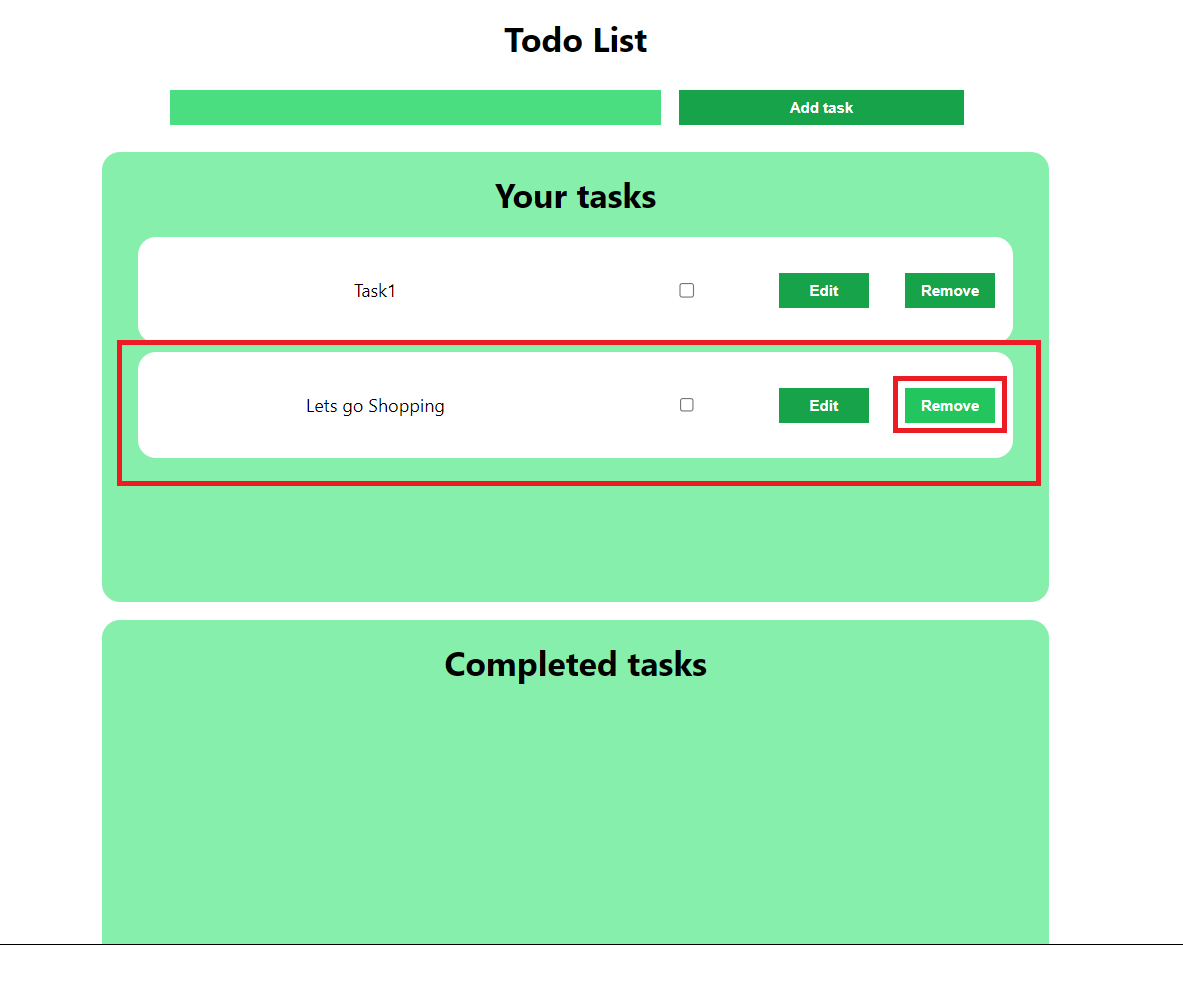 Todo List
Add task
Your tasks
Task1 Edit Remove
Lets go Shopping Edit Remove
Completed tasks